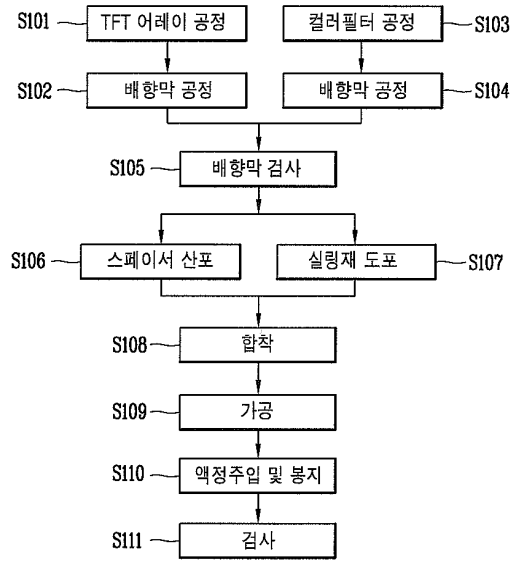 S101 TFT 어레이 공정
컬러필터 공정 S103
S102 배향막 공정
배향막 공정 S104
S105 배향막 검사
S106 스페이서 산포
실링재 도포 S107
S108 합착
S109 가공
S110 액정주입 및 봉지
S111 검사